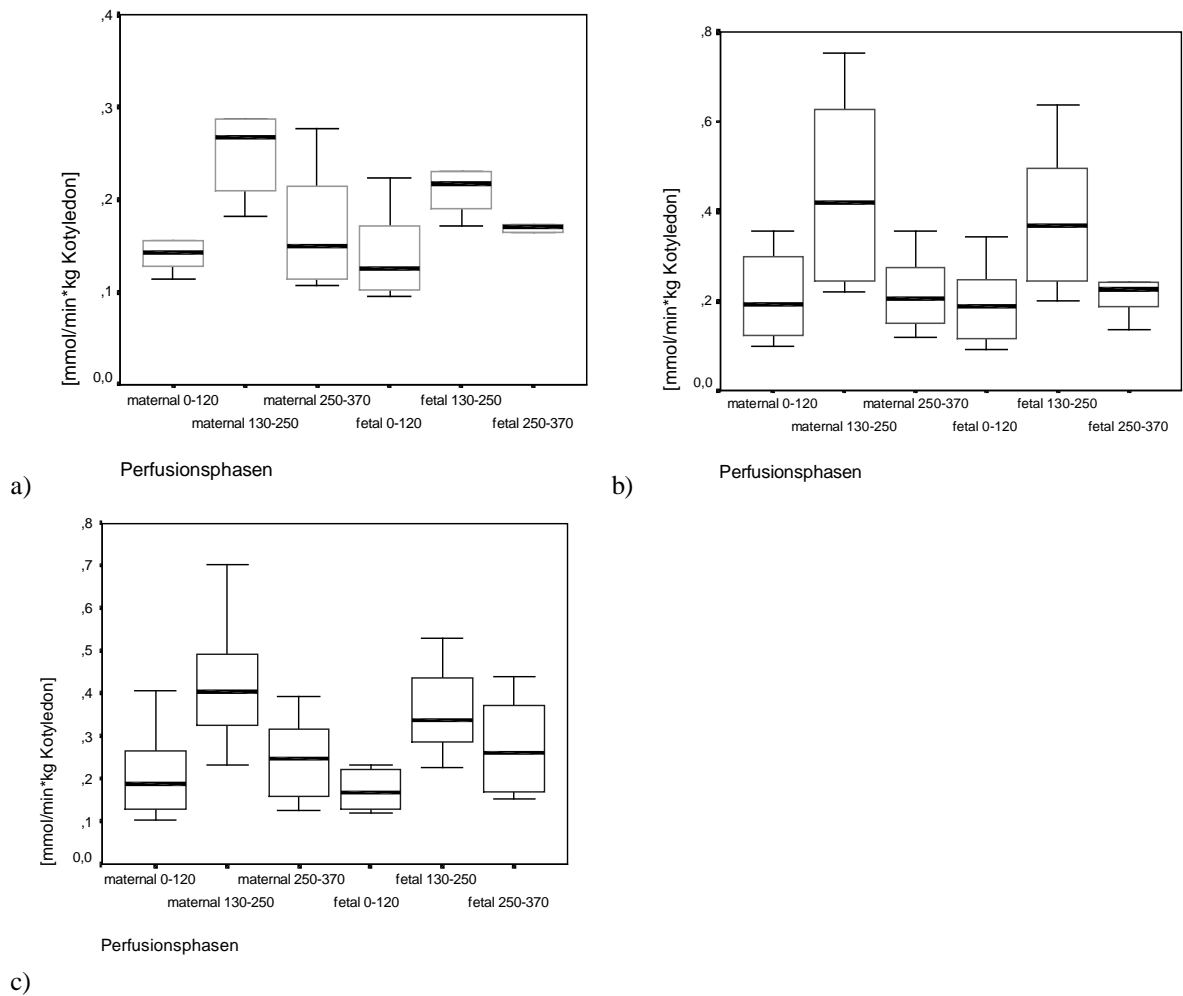 ,4
,3
,2
,1
0,0
[mmol/min*kg Kotyledon]
maternal 0-120 maternal 250-370 fetal 130-250
maternal 130-250 fetal 0-120 fetal 250-370
Perfusionsphasen
a)
,8
,6
,4
,2
0,0
[mmol/min*kg Kotyledon]
maternal 0-120 maternal 250-370 fetal 130-250
maternal 130-250 fetal 0-120 fetal 250-370
Perfusionsphasen
b)
,8
,7
,6
,5
,4
,3
,2
,1
0,0
[mmol/min*kg Kotyledon]
maternal 0-120 maternal 250-370 fetal 130-250
maternal 130-250 fetal 0-120 fetal 250-370
Perfusionsphasen
c)